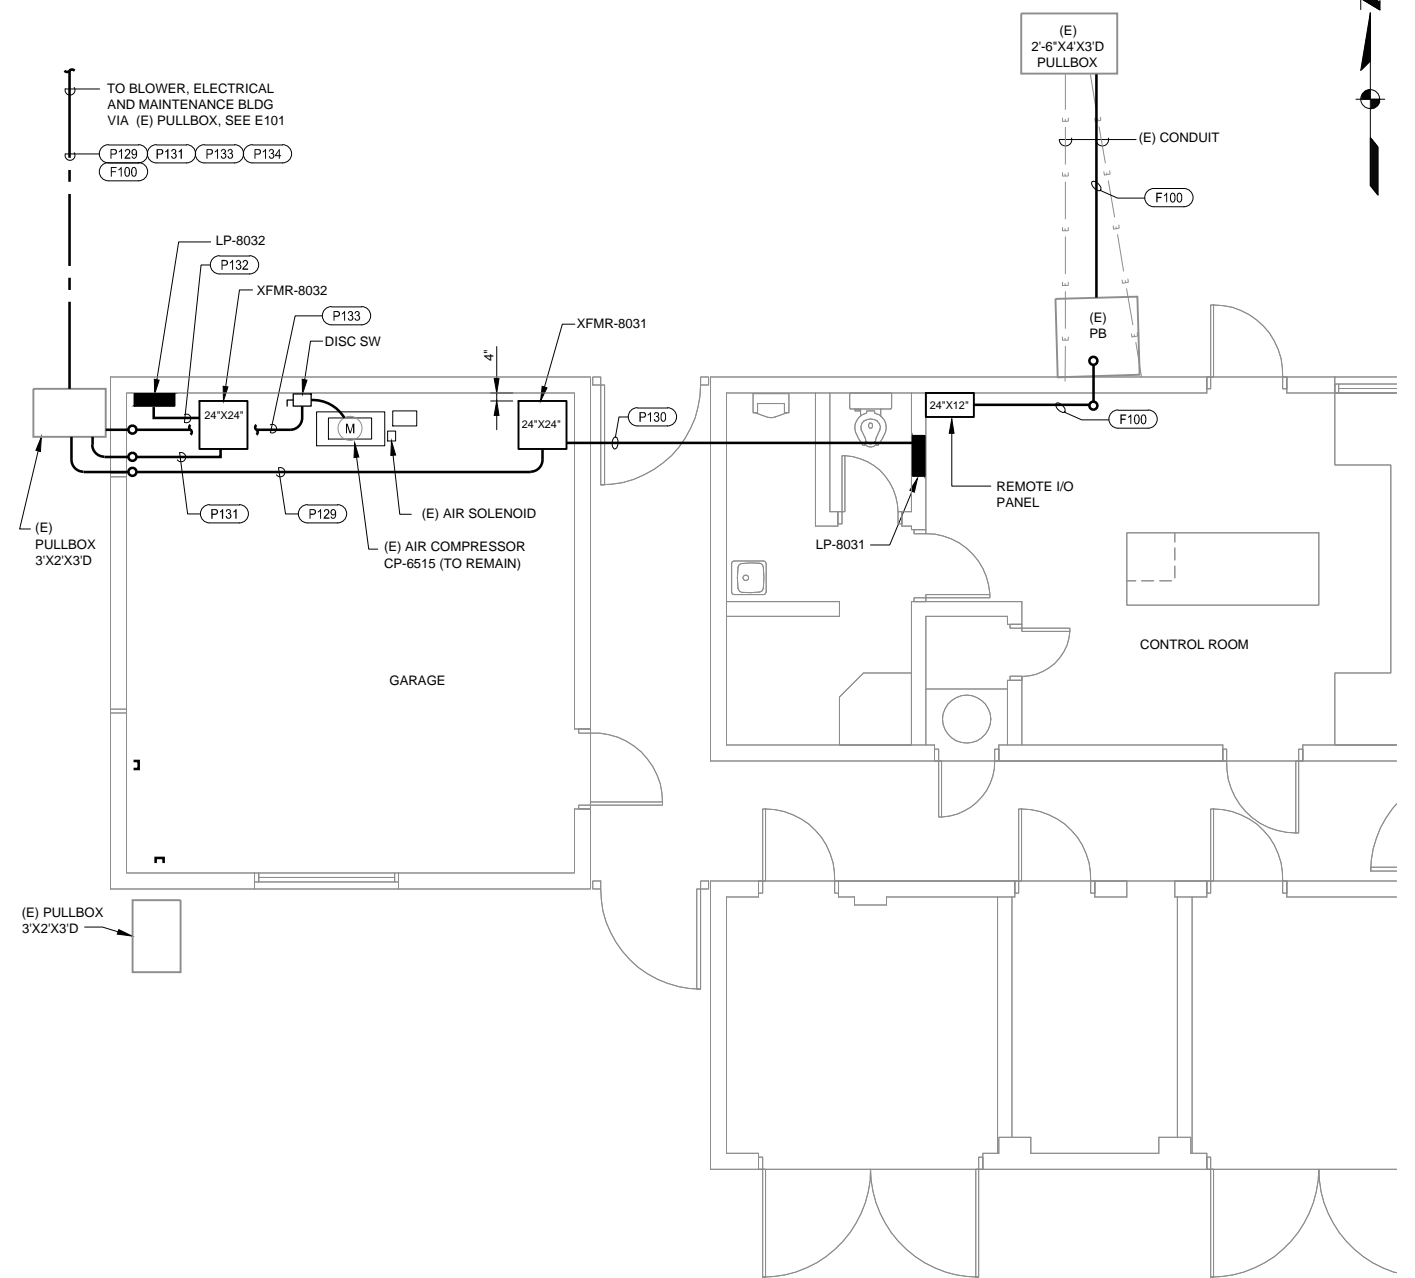 (E)
2'-6"X4'X3'D
PULLBOX
TO BLOWER, ELECTRICAL
AND MAINTENANCE BLDG
VIA (E) PULLBOX, SEE E101
P129 P131 P133 P134
F100
(E) CONDUIT
F100
LP-8032
P132
XFMR-8032
P133
DISC SW
XFMR-8031
4"
(E)
PB
24"X24"
M
24"X24"
P130
24"X12"
F100
P131
P129
(E) AIR SOLENOID
(E) AIR COMPRESSOR
CP-6515 (TO REMAIN)
REMOTE I/O
PANEL
LP-8031
(E)
PULLBOX
3'X2'X3'D
GARAGE
CONTROL ROOM
(E) PULLBOX
3'X2'X3'D
E
E
E
E
E
E
E
E